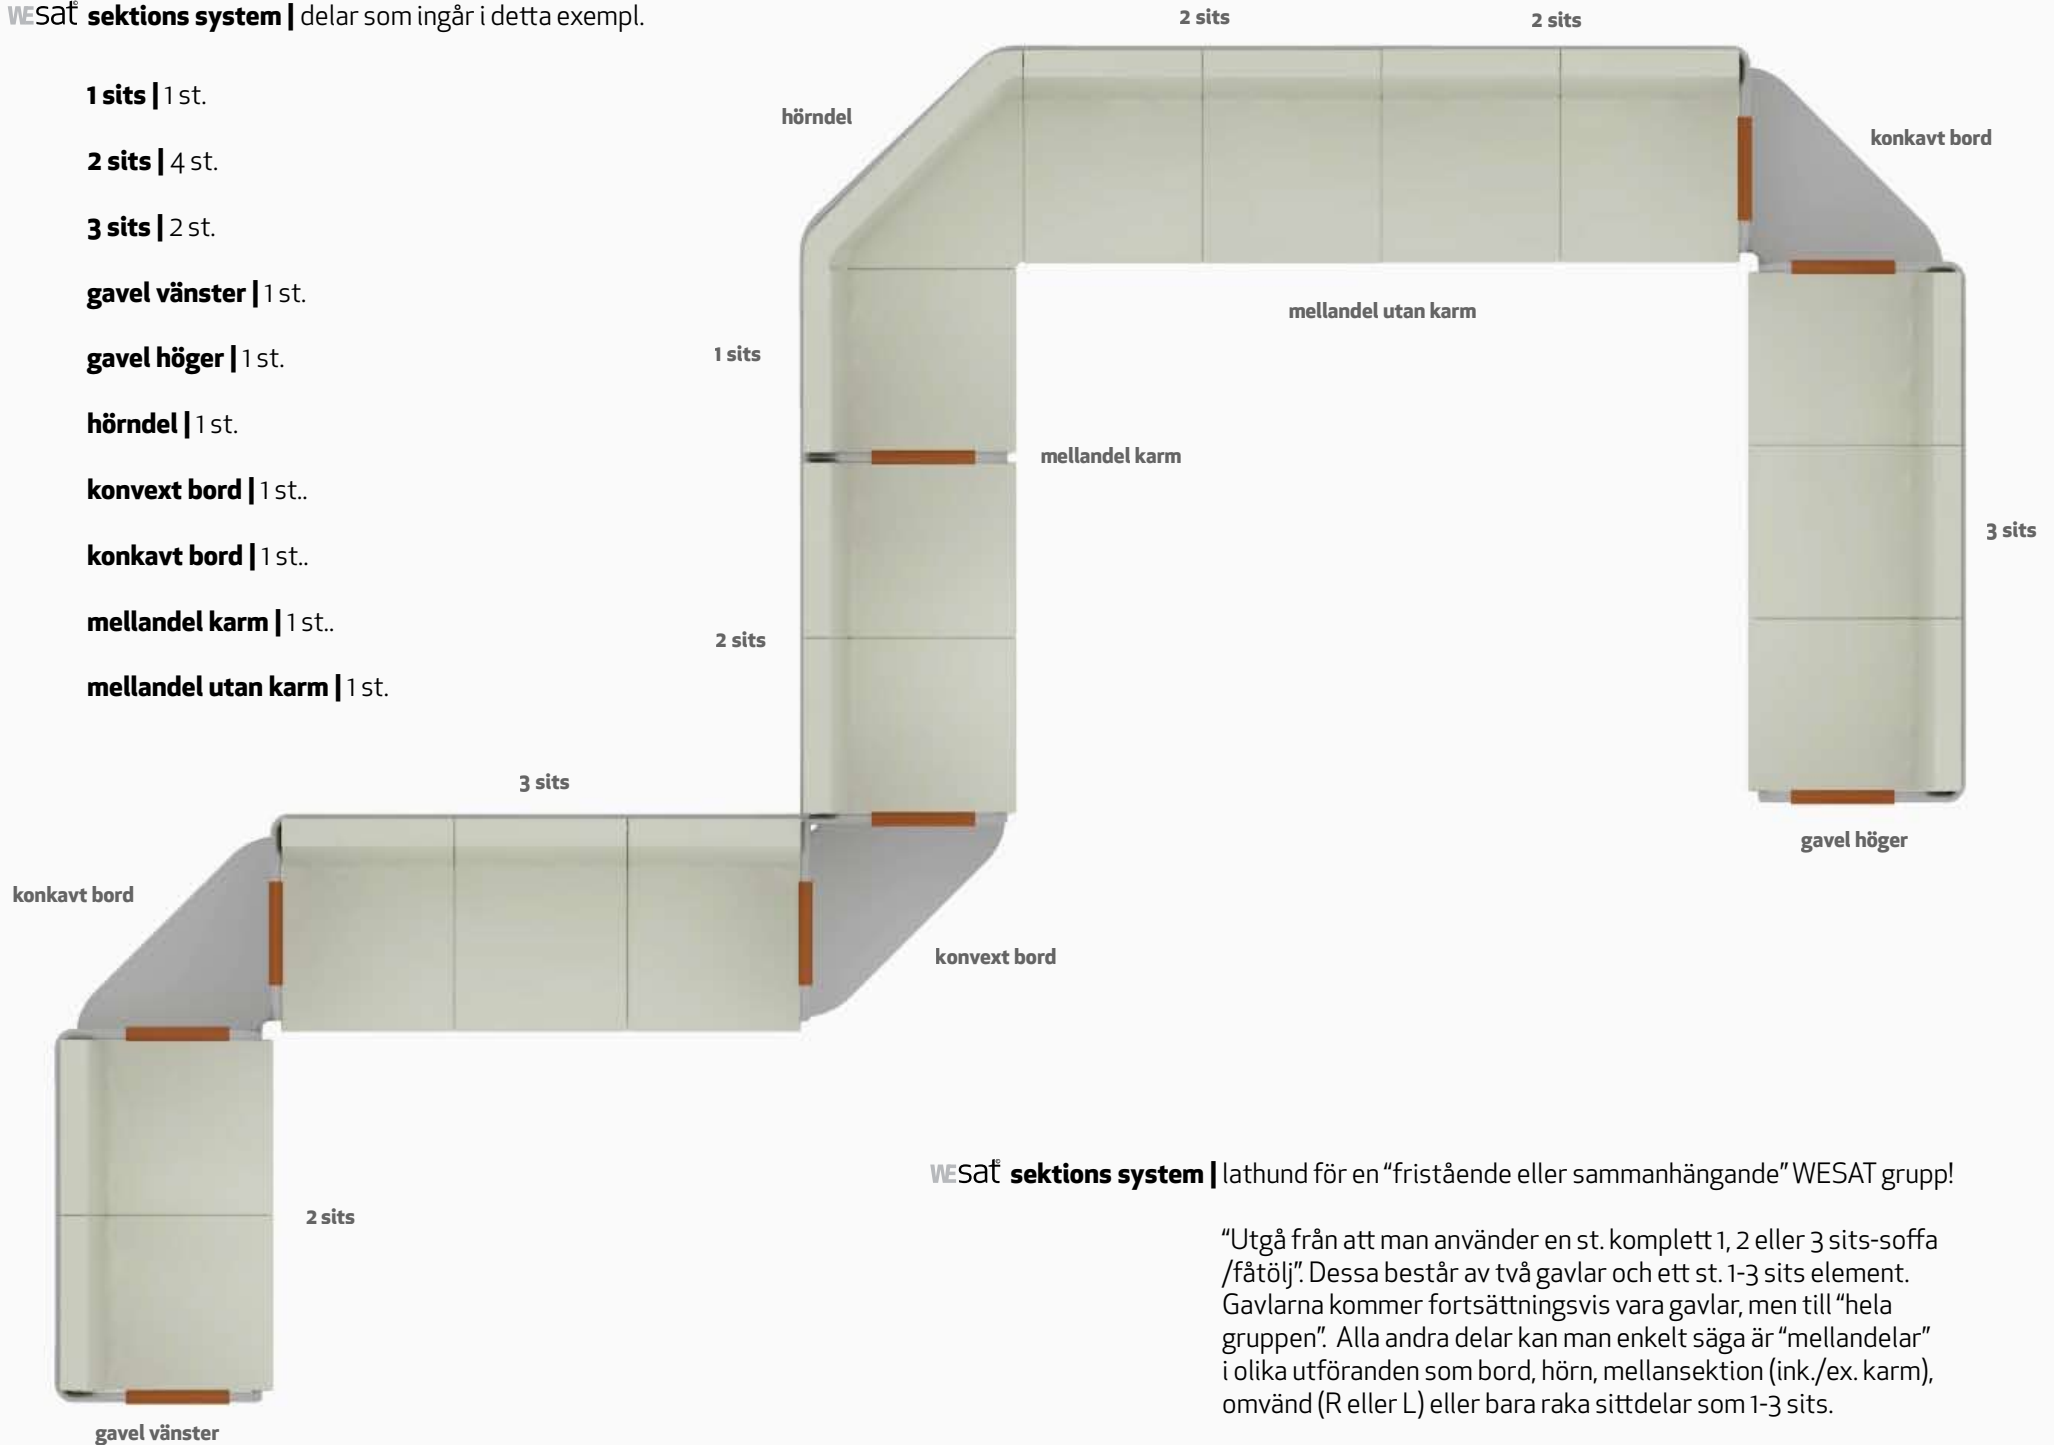 WEsat sektions system | delar som ingår i detta exempl.
1 sits | 1 st.
2 sits | 4 st.
3 sits | 2 st.
gavel vänster | 1 st.
gavel höger | 1 st.
hörndel | 1 st.
konvext bord | 1 st..
konkavt bord | 1 st..
mellandel karm | 1 st..
mellandel utan karm | 1 st.
2 sits
2 sits
hörndel
konkavt bord
mellandel utan karm
1 sits
mellandel karm
3 sits
2 sits
3 sits
gavel höger
konkavt bord
konvext bord
2 sits
gavel vänster
WEsat sektions system | lathund för en “fristående eller sammanhängande” WESAT grupp!
“Utgå från att man använder en st. komplett 1, 2 eller 3 sits-soffa
/fåtölj”. Dessa består av två gavlar och ett st. 1-3 sits element.
Gavlarna kommer fortsättningsvis vara gavlar, men till “hela
gruppen”. Alla andra delar kan man enkelt säga är “mellandelar”
i olika utföranden som bord, hörn, mellansektion (ink./ex. karm),
omvänd (R eller L) eller bara raka sittdelar som 1-3 sits.